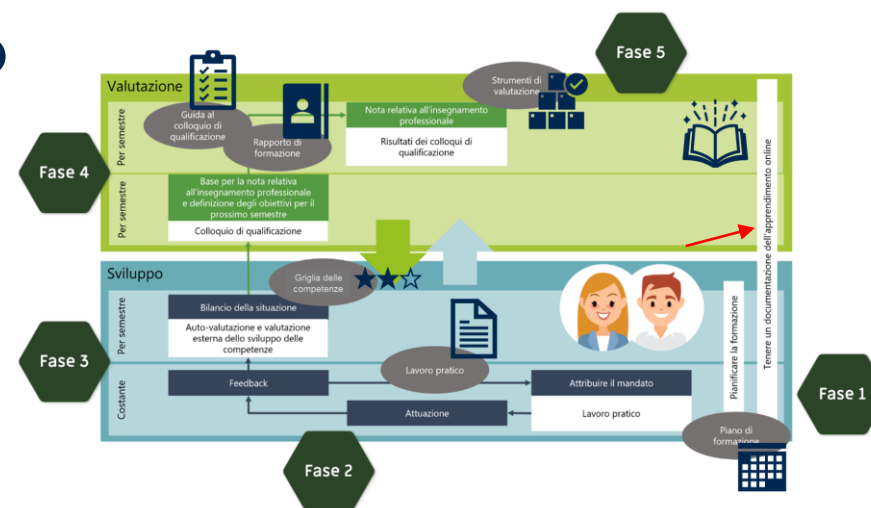 Fase 5
Valutazione
Per semestre
Guida al
colloquio di
qualificazione
Rapporto di
formazione
Nota relativa all'insegnamento
professionale
Risultati dei colloqui di
qualificazione
Strumenti di
valutazione
Fase 4
Per semestre
Base per la nota relativa
all'insegnamento professionale
e definizione degli obiettivi per il
prossimo semestre
Colloquio di qualificazione
Tenere un documentazione dell'apprendimento online
Sviluppo
Griglia delle
competenze
Fase 3
Per semestre
Bilancio della situazione
Auto-valutazione e valutazione
esterna dello sviluppo delle
competenze
Pianificare la formazione
Costante
Feedback
Lavoro pratico
Attribuire il mandato
Lavoro pratico
Attuazione
Fase 1
Piano di
formazione
Fase 2